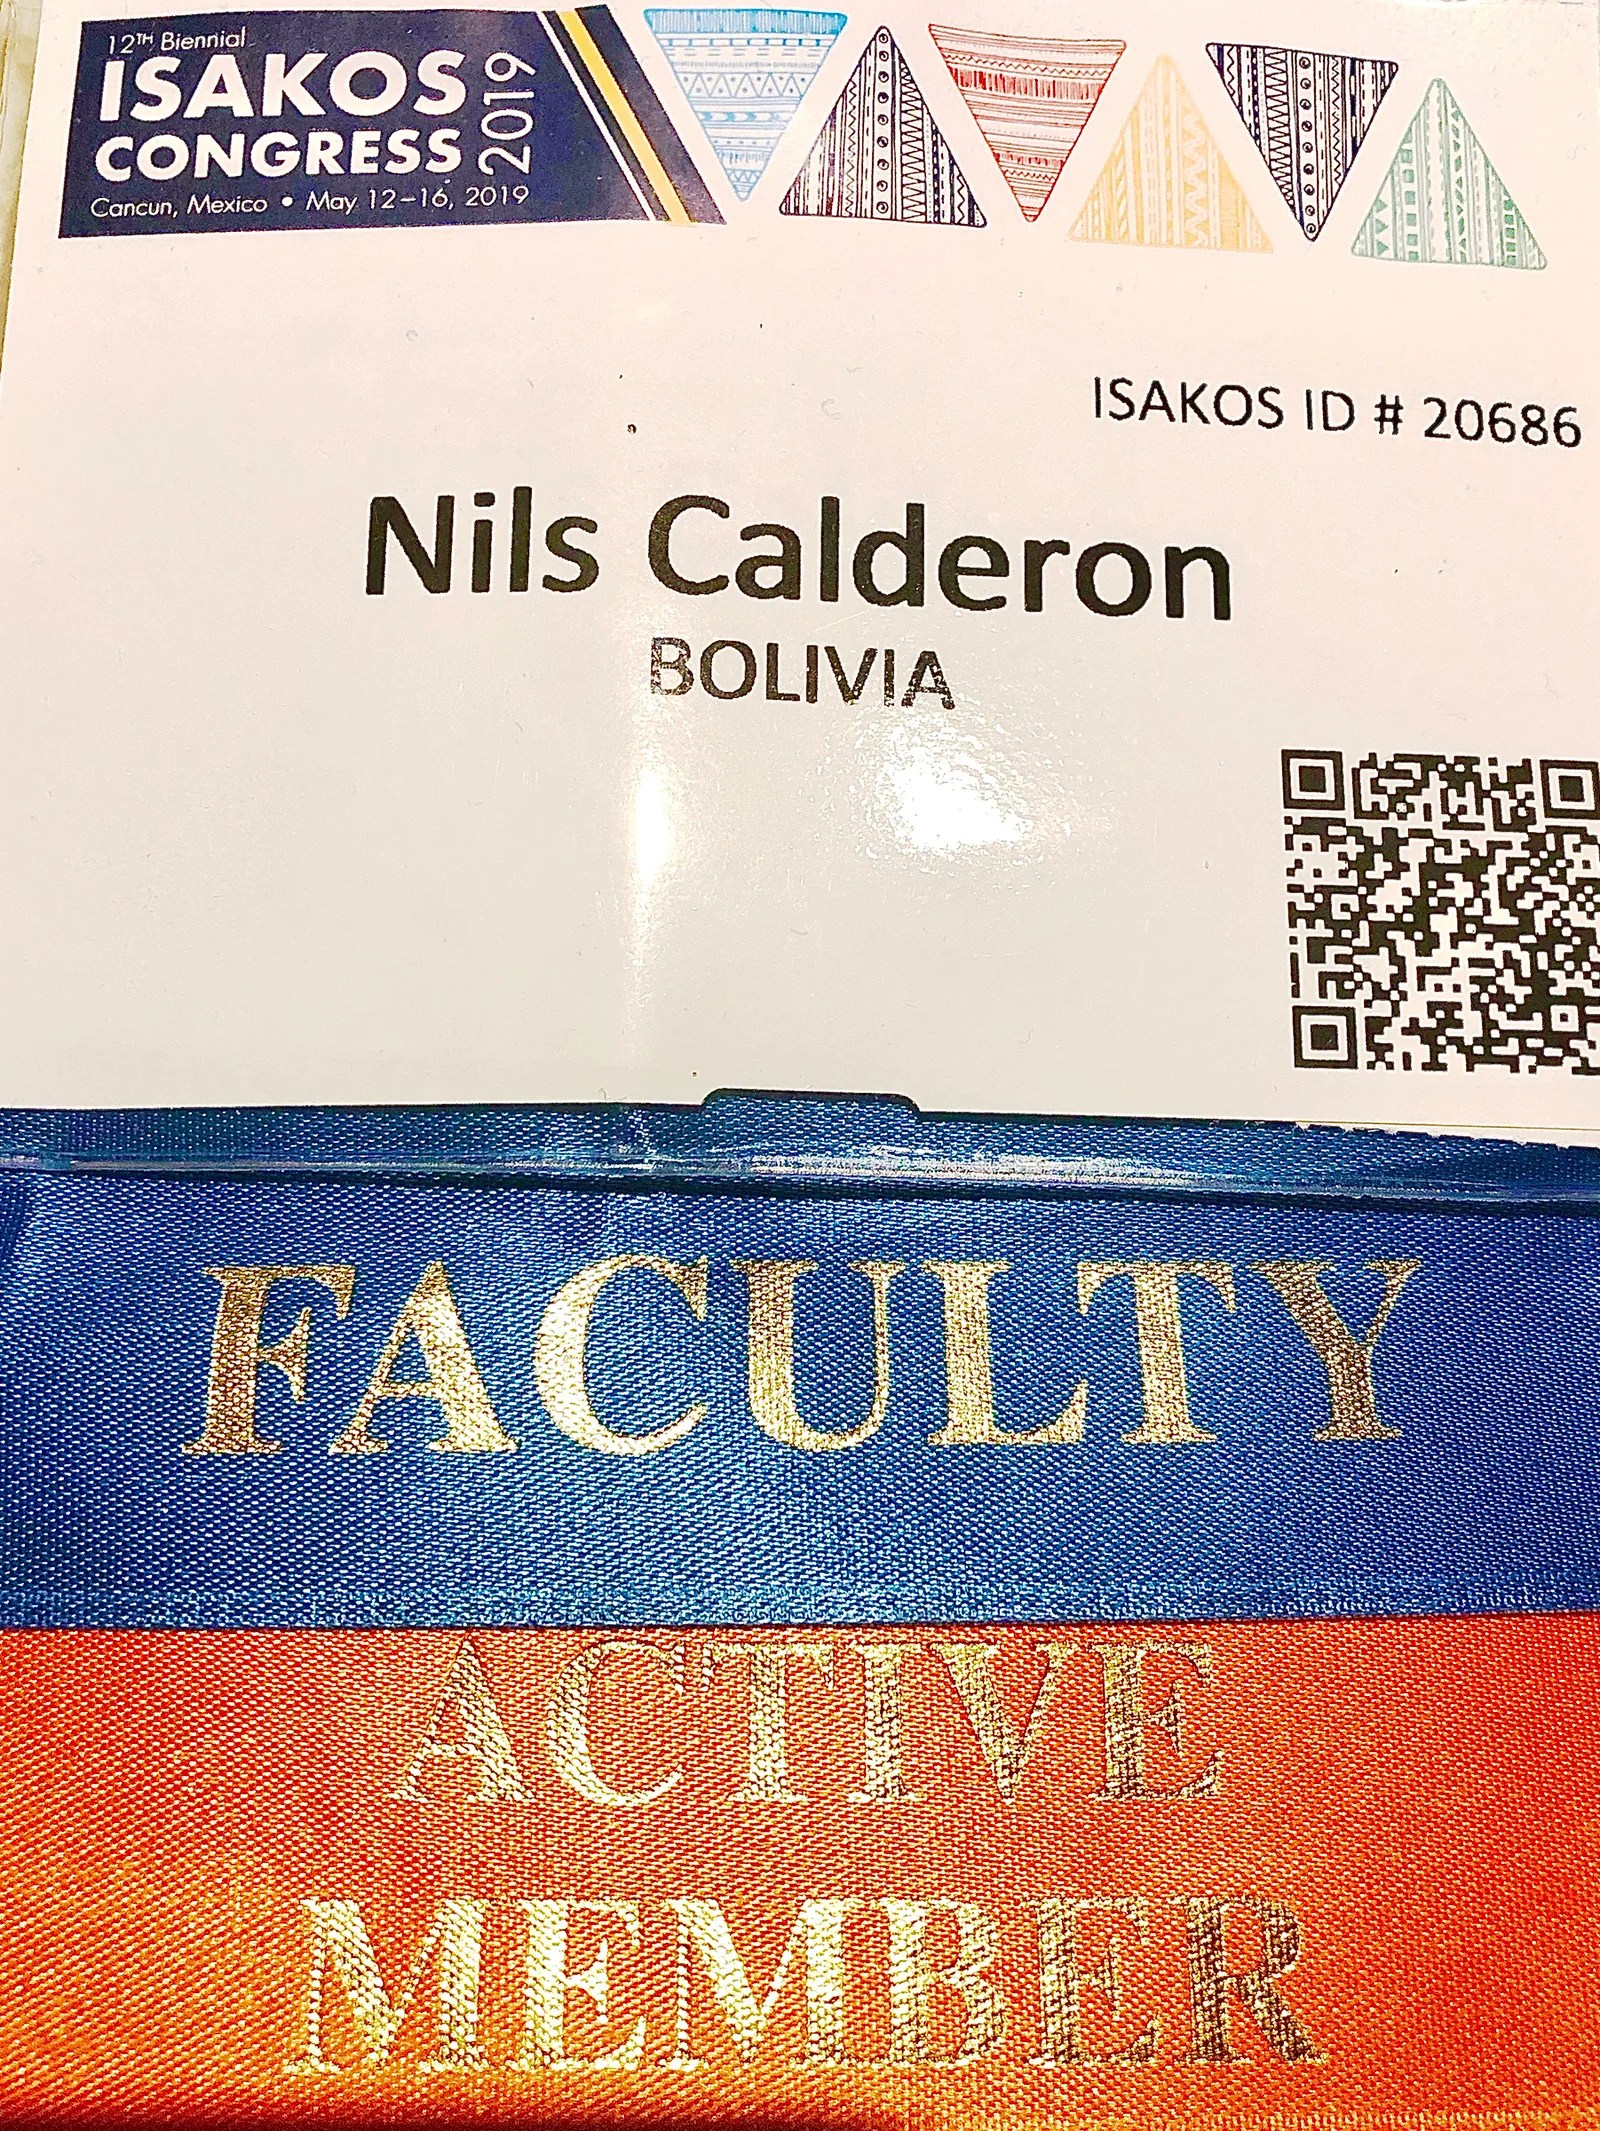 12TH Biennial
ISAKOS
CONGRESS
2019
Cancun, Mexico • May 12-16, 2019
ISAKOS ID # 20686
Nils Calderon
BOLIVIA
FACULTY
ACTIVE
MEMBER